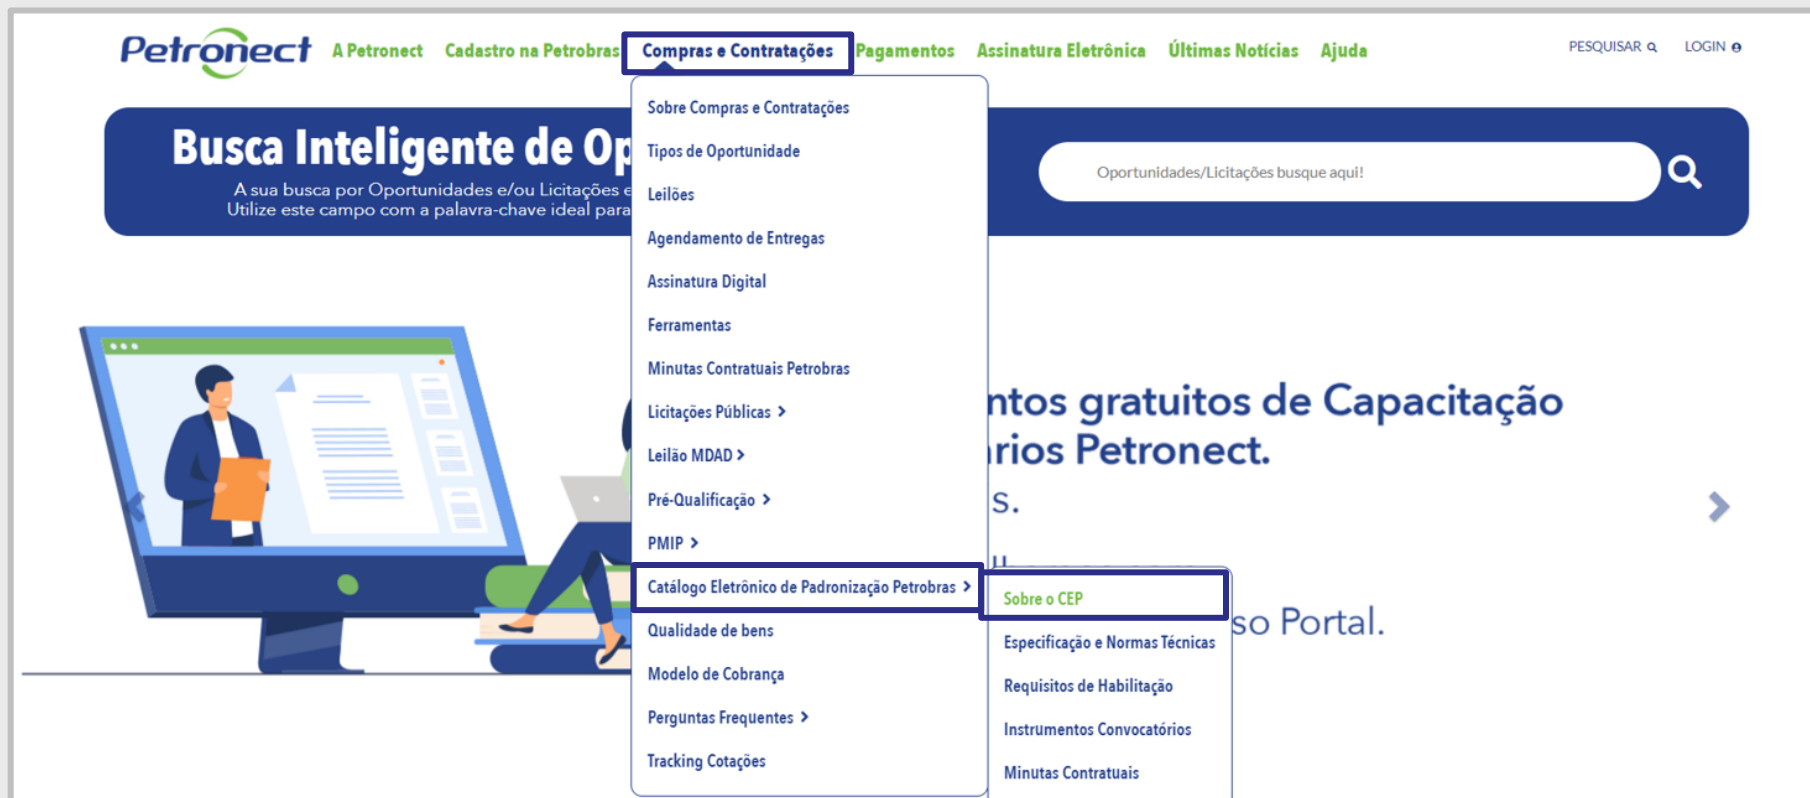 Petronect
A Petronect
Cadastro na Petrobras
Compras e Contratações
Pagamentos
Assinatura Eletrônica
Últimas Notícias
Ajuda
PESQUISAR
LOGIN
Busca Inteligente de Op
A sua busca por Oportunidades e/ou Licitações e
Utilize este campo com a palavra-chave ideal para
Oportunidades/Licitações busque aqui!
Sobre Compras e Contratações
Tipos de Oportunidade
Leilões
Agendamento de Entregas
Assinatura Digital
Ferramentas
Minutas Contratuais Petrobras
Licitações Públicas >
Leilão MDAD >
Pré-Qualificação >
PMIP >
Catálogo Eletrônico de Padronização Petrobras >
Qualidade de bens
Modelo de Cobrança
Perguntas Frequentes >
Tracking Cotações
Sobre o CEP
Especificação e Normas Técnicas
Requisitos de Habilitação
Instrumentos Convocatórios
Minutas Contratuais
ntos gratuitos de Capacitação
rios Petronect.
s.
so Portal.